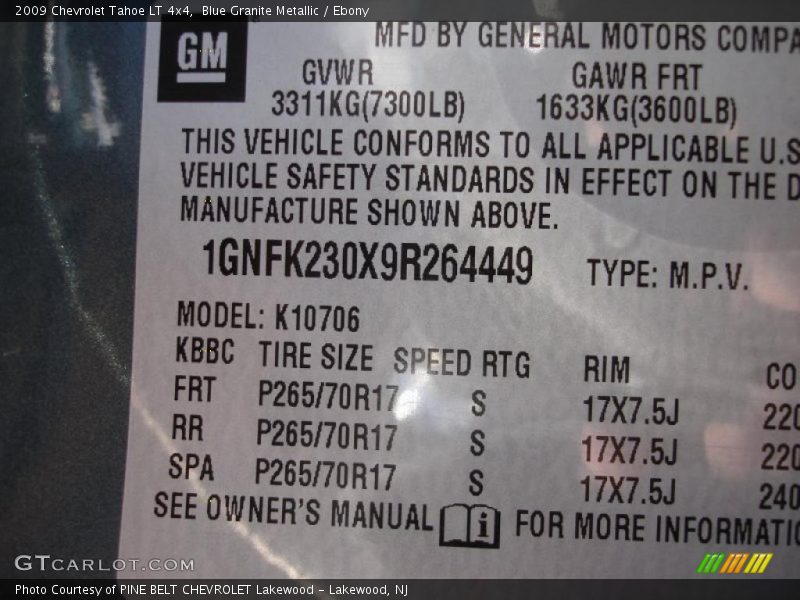 2009 Chevrolet Tahoe LT 4x4, Blue Granite Metallic / Ebony
GM
MFD BY GENERAL MOTORS COMPA
GVWR GAWR FRT
3311KG(7300LB) 1633KG(3600LB)
THIS VEHICLE CONFORMS TO ALL APPLICABLE U.S
VEHICLE SAFETY STANDARDS IN EFFECT ON THE D
MANUFACTURE SHOWN ABOVE.
1GNFK230X9R264449 TYPE: M.P.V.
MODEL: K10706
KBBC TIRE SIZE SPEED RTG RIM CO
FRT P265/70R17 S 17X7.5J 220
RR P265/70R17 S 17X7.5J 220
SPA P265/70R17 S 17X7.5J 240
SEE OWNER'S MANUAL i FOR MORE INFORMATIO
GTCARLOT.COM
Photo Courtesy of PINE BELT CHEVROLET Lakewood - Lakewood, NJ